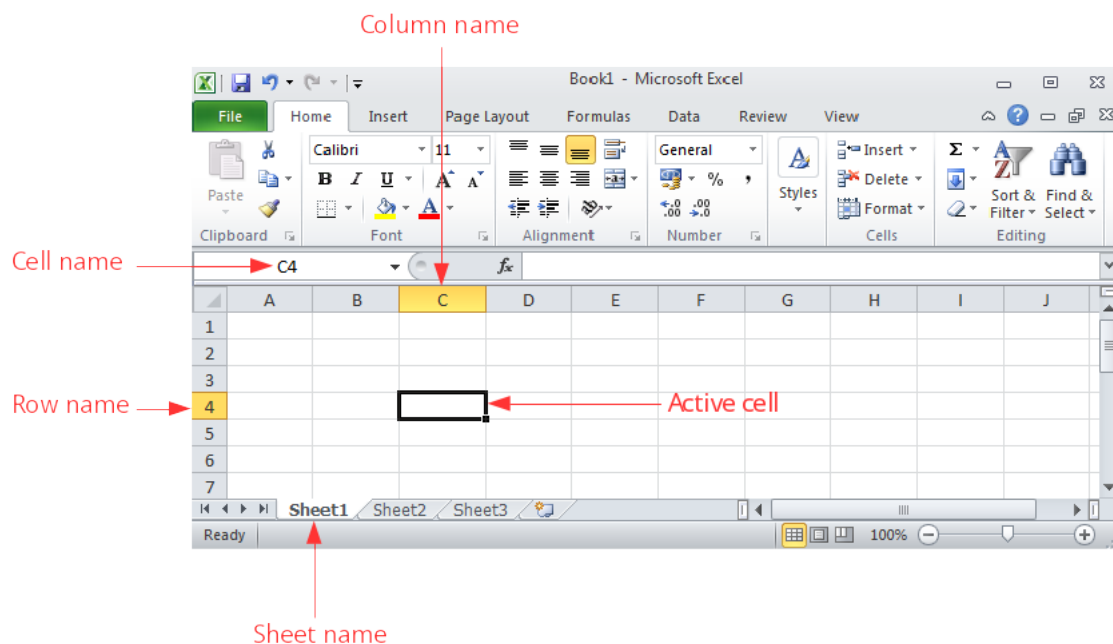 Column name
Book1 - Microsoft Excel
File Home Insert Page Layout Formulas Data Review View
Calibri 11 General Insert
B I U A A % , Delete
Paste Styles Sort & Find &
A .00 .00 Format Filter Select
Clipboard Font Alignment Number Cells Editing
Cell name C4 fx
A B C D E F G H I J
1
2
3
Row name 4 Active cell
5
6
7
Sheet1 Sheet2 Sheet3
Ready 100%
Sheet name